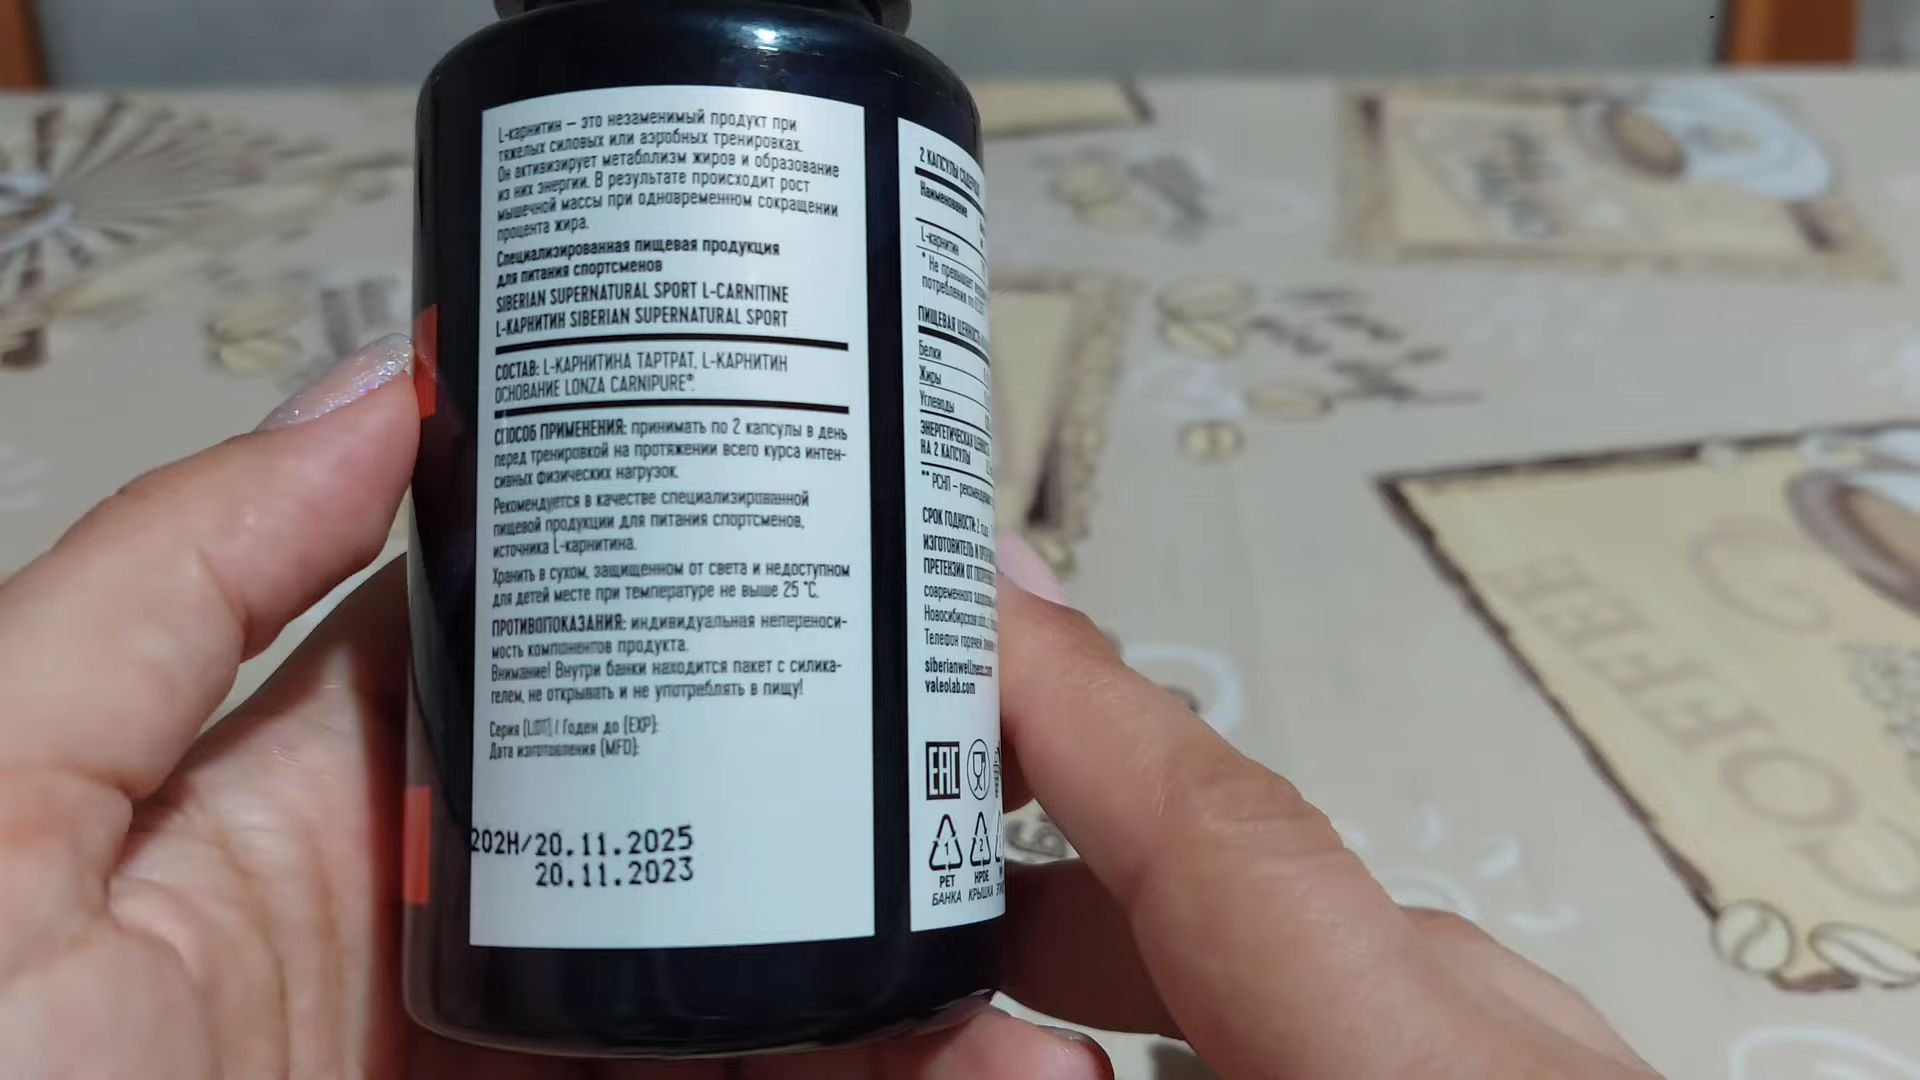 L-карнитин – это незаменимый продукт при
тяжелых силовых или аэробных тренировках.
Он активизирует метаболизм жиров и образование
из них энергии. В результате происходит рост
мышечной массы при одновременном сокращении
процента жира.
Специализированная пищевая продукция
для питания спортсменов
SIBERIAN SUPERNATURAL SPORT L-CARNITINE
L-КАРНИТИН SIBERIAN SUPERNATURAL SPORT
СОСТАВ: L-КАРНИТИНА ТАРТРАТ, L-КАРНИТИН
ОСНОВАНИЕ LONZA CARNIPURE®.
СПОСОБ ПРИМЕНЕНИЯ: принимать по 2 капсулы в день
перед тренировкой на протяжении всего курса интен-
сивных физических нагрузок.
Рекомендуется в качестве специализированной
пищевой продукции для питания спортсменов,
источника L-карнитина.
Хранить в сухом, защищенном от света и недоступном
для детей месте при температуре не выше 25 °C.
ПРОТИВОПОКАЗАНИЯ: индивидуальная непереноси-
мость компонентов продукта.
Внимание! Внутри банки находится пакет с силика-
гелем, не открывать и не употреблять в пищу!
Серия (LOT) / Годен до (EXP):
Дата изготовления (MFD):
202H/20.11.2025
20.11.2023
2 КАПСУЛЫ
Наименование
L-карнитин
* Не превышает
потребления
ПИЩЕВАЯ
Белки
Жиры
Углеводы
ЭНЕРГЕТИЧЕСКАЯ
НА 2 КАПСУЛЫ
** РСНП –
СРОК ГОДНОСТИ: 2
ИЗГОТОВИТЕЛЬ И
ПРЕТЕНЗИИ ОТ
современного
Новосибирская
Телефон горячей
siberianwellness.com
valeolab.com
EAC
1 2
PET HPDE
БАНКА КРЫШКА
COFFEE